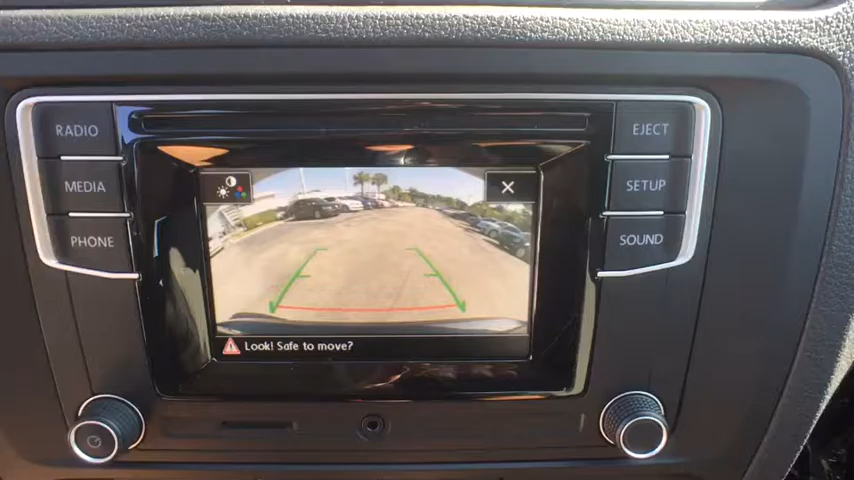 RADIO
MEDIA
PHONE
EJECT
SETUP
SOUND
Look! Safe to move?